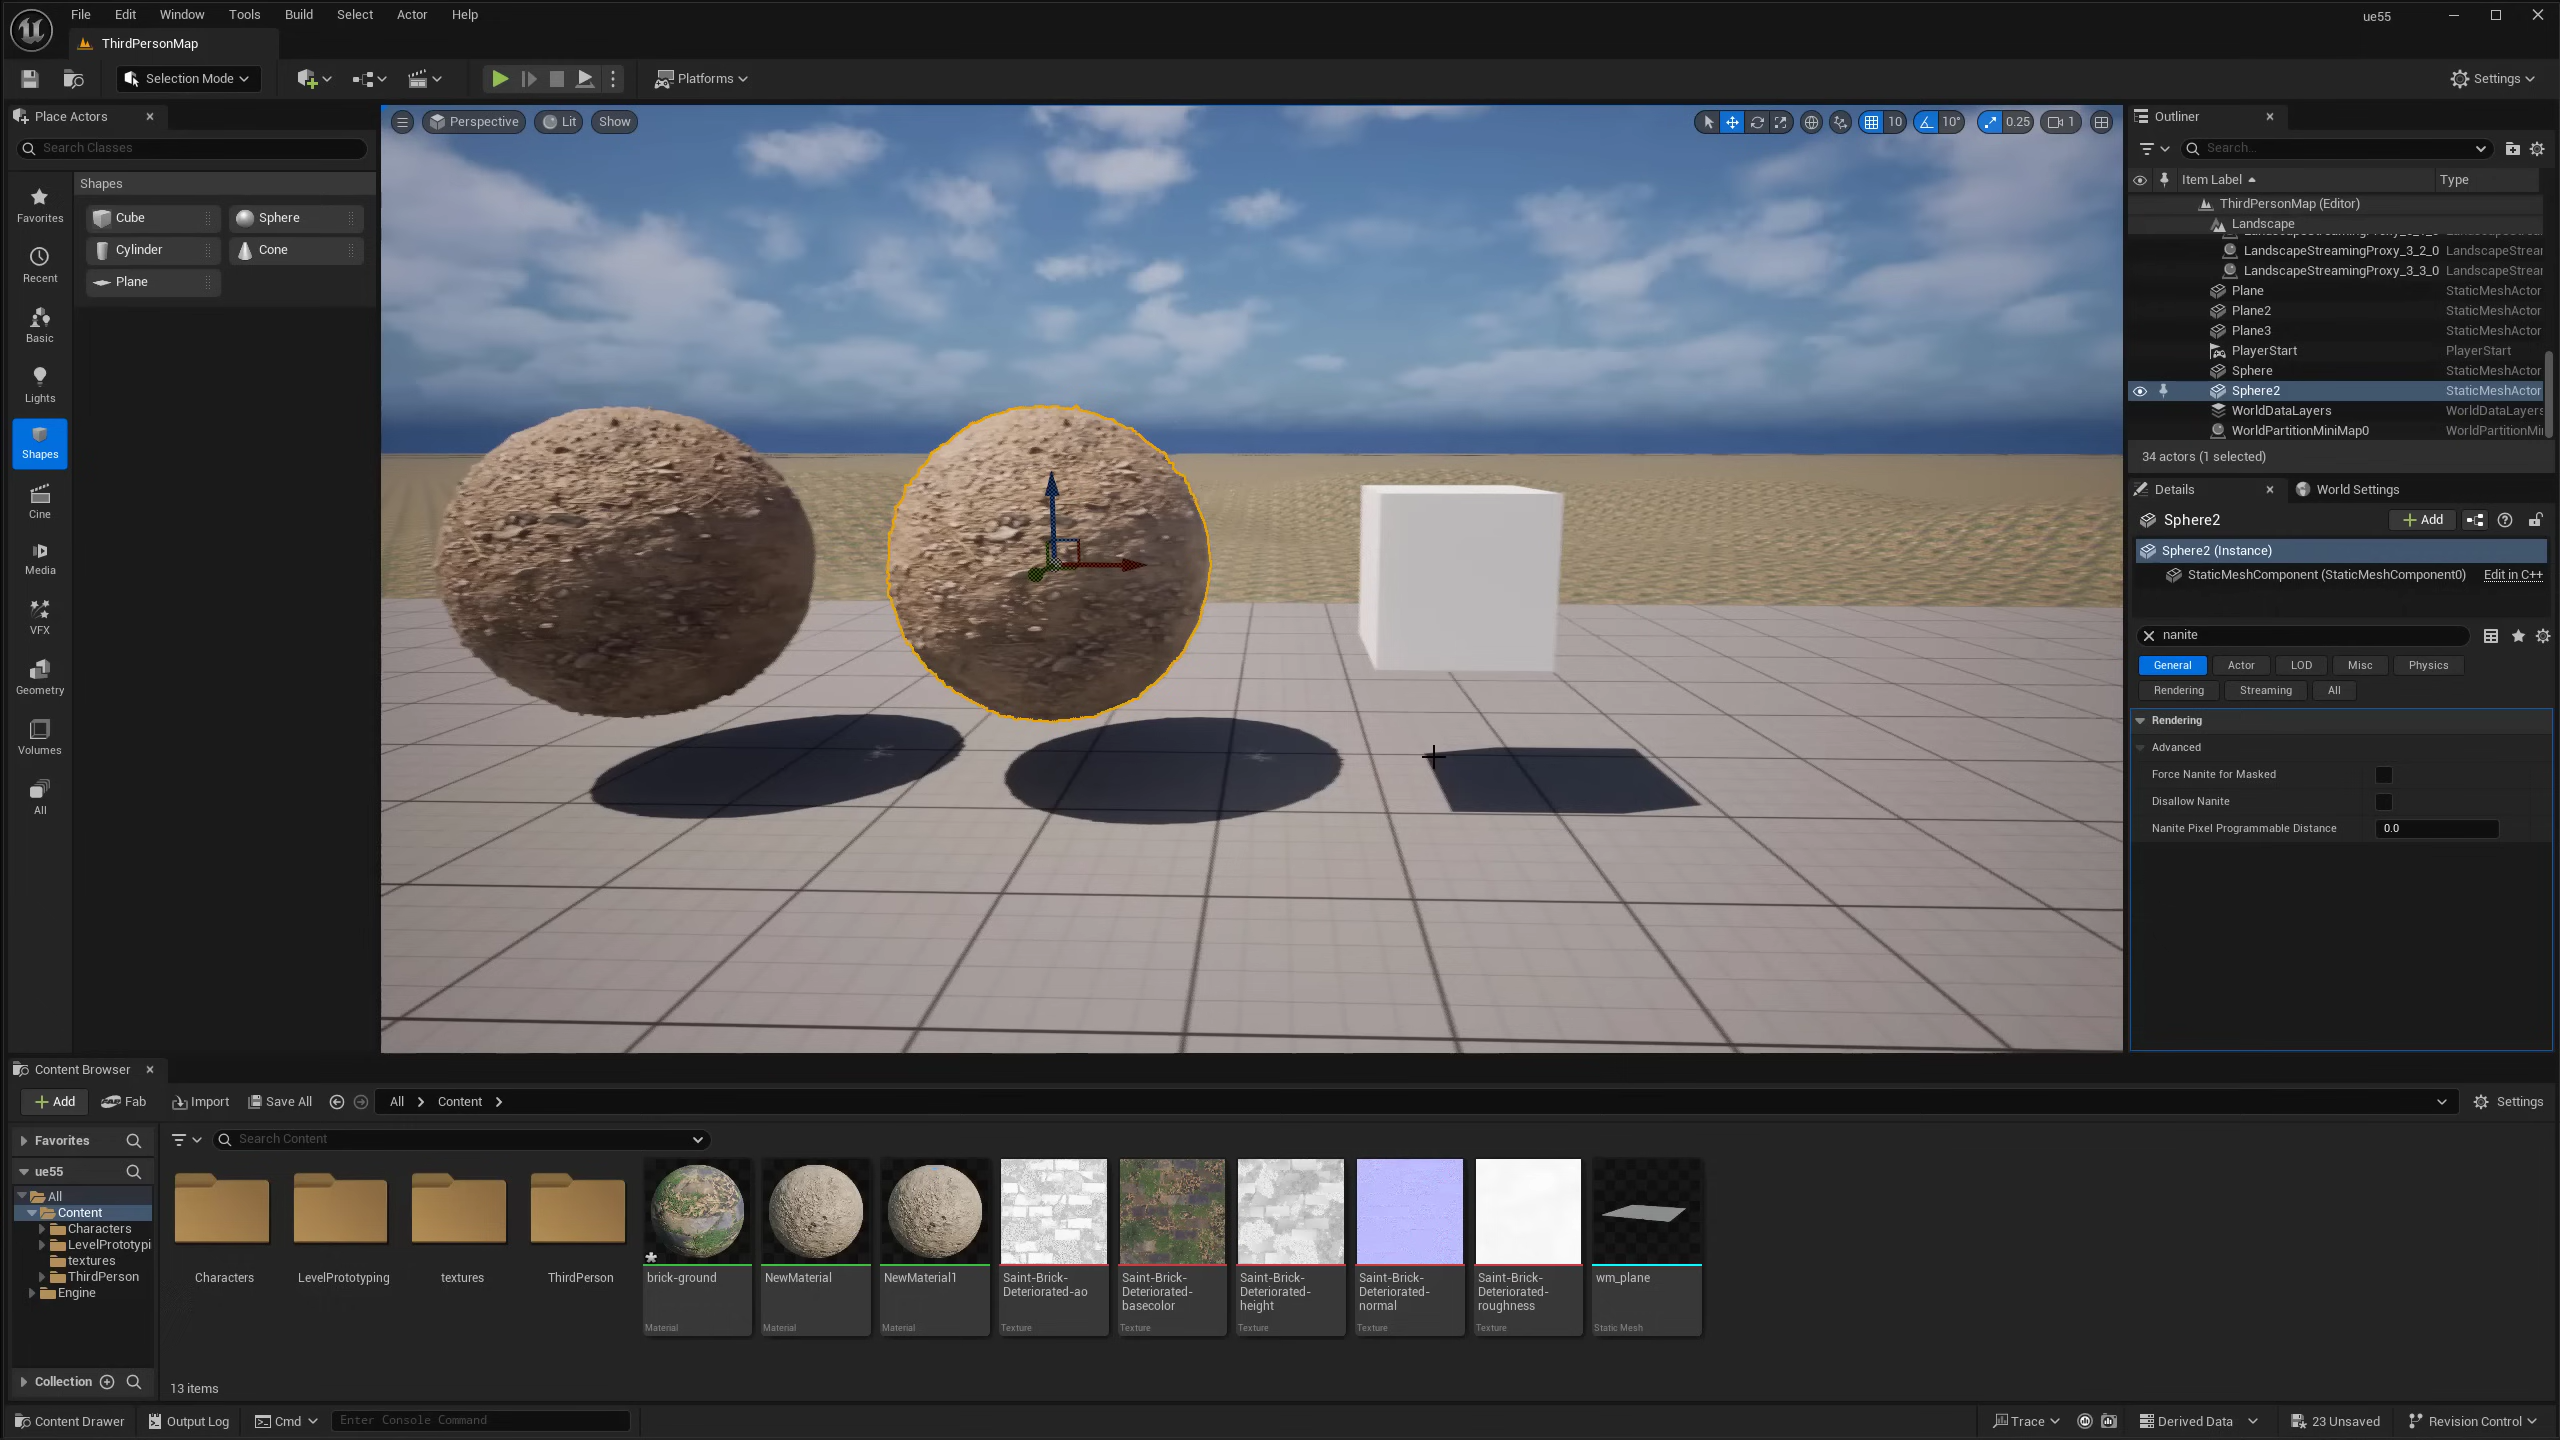 File Edit Window Tools Build Select Actor Help ue55
ThirdPersonMap
Selection Mode Platforms Settings
Place Actors
Search Classes
Shapes
Cube Sphere
Cylinder Cone
Plane
Favorites
Recent
Basic
Lights
Shapes
Cine
Media
VFX
Geometry
Volumes
All
Perspective Lit Show 10 10° 0.25 1
Outliner
Search...
Item Label Type
ThirdPersonMap (Editor)
Landscape
LandscapeStreamingProxy_3_2_0 LandscapeStrear
LandscapeStreamingProxy_3_3_0 LandscapeStrear
Plane StaticMeshActor
Plane2 StaticMeshActor
Plane3 StaticMeshActor
PlayerStart PlayerStart
Sphere StaticMeshActor
Sphere2 StaticMeshActor
WorldDataLayers WorldDataLayers
WorldPartitionMiniMap0 WorldPartitionMi
34 actors (1 selected)
Details World Settings
Sphere2 Add
Sphere2 (Instance)
StaticMeshComponent (StaticMeshComponent0) Edit in C++
nanite
General Actor LOD Misc Physics
Rendering Streaming All
Rendering
Advanced
Force Nanite for Masked
Disallow Nanite
Nanite Pixel Programmable Distance 0.0
Content Browser
Add Fab Import Save All All Content Settings
Favorites
ue55
All
Content
Characters
LevelPrototypi
textures
ThirdPerson
Engine
Collection
Search Content
Characters
LevelPrototyping
textures
ThirdPerson
brick-ground
Material
NewMaterial
Material
NewMaterial1
Material
Saint-Brick-
Deteriorated-ao
Texture
Saint-Brick-
Deteriorated-
basecolor
Texture
Saint-Brick-
Deteriorated-
height
Texture
Saint-Brick-
Deteriorated-
normal
Texture
Saint-Brick-
Deteriorated-
roughness
Texture
wm_plane
Static Mesh
13 items
Content Drawer Output Log Cmd Enter Console Command Trace Derived Data 23 Unsaved Revision Control